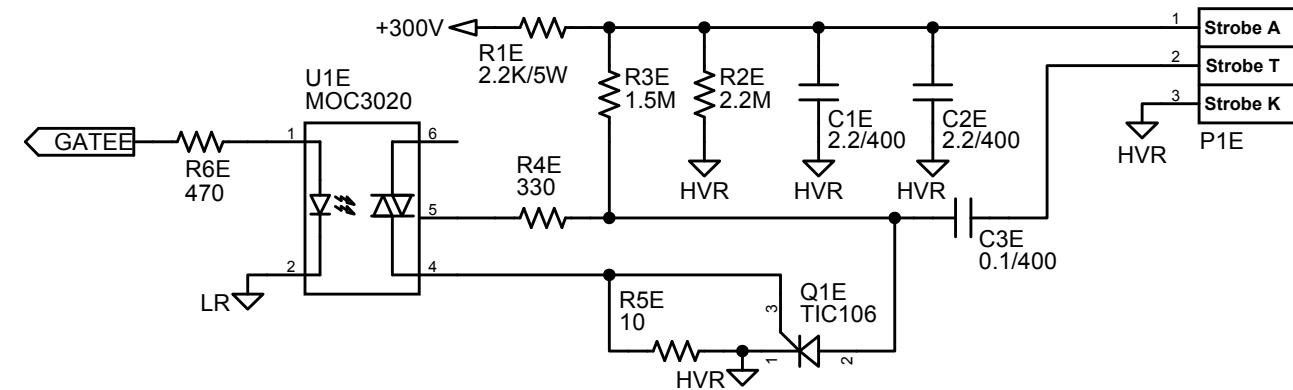 +300V
R1E
2.2K/5W
R3E
1.5M
R2E
2.2M
C1E
2.2/400
C2E
2.2/400
HVR
HVR
HVR
1
Strobe A
2
Strobe T
3
Strobe K
P1E
HVR
U1E
MOC3020
GATEE
R6E
470
1
2
6
5
4
LR
R4E
330
C3E
0.1/400
R5E
10
Q1E
TIC106
3
1
2
HVR